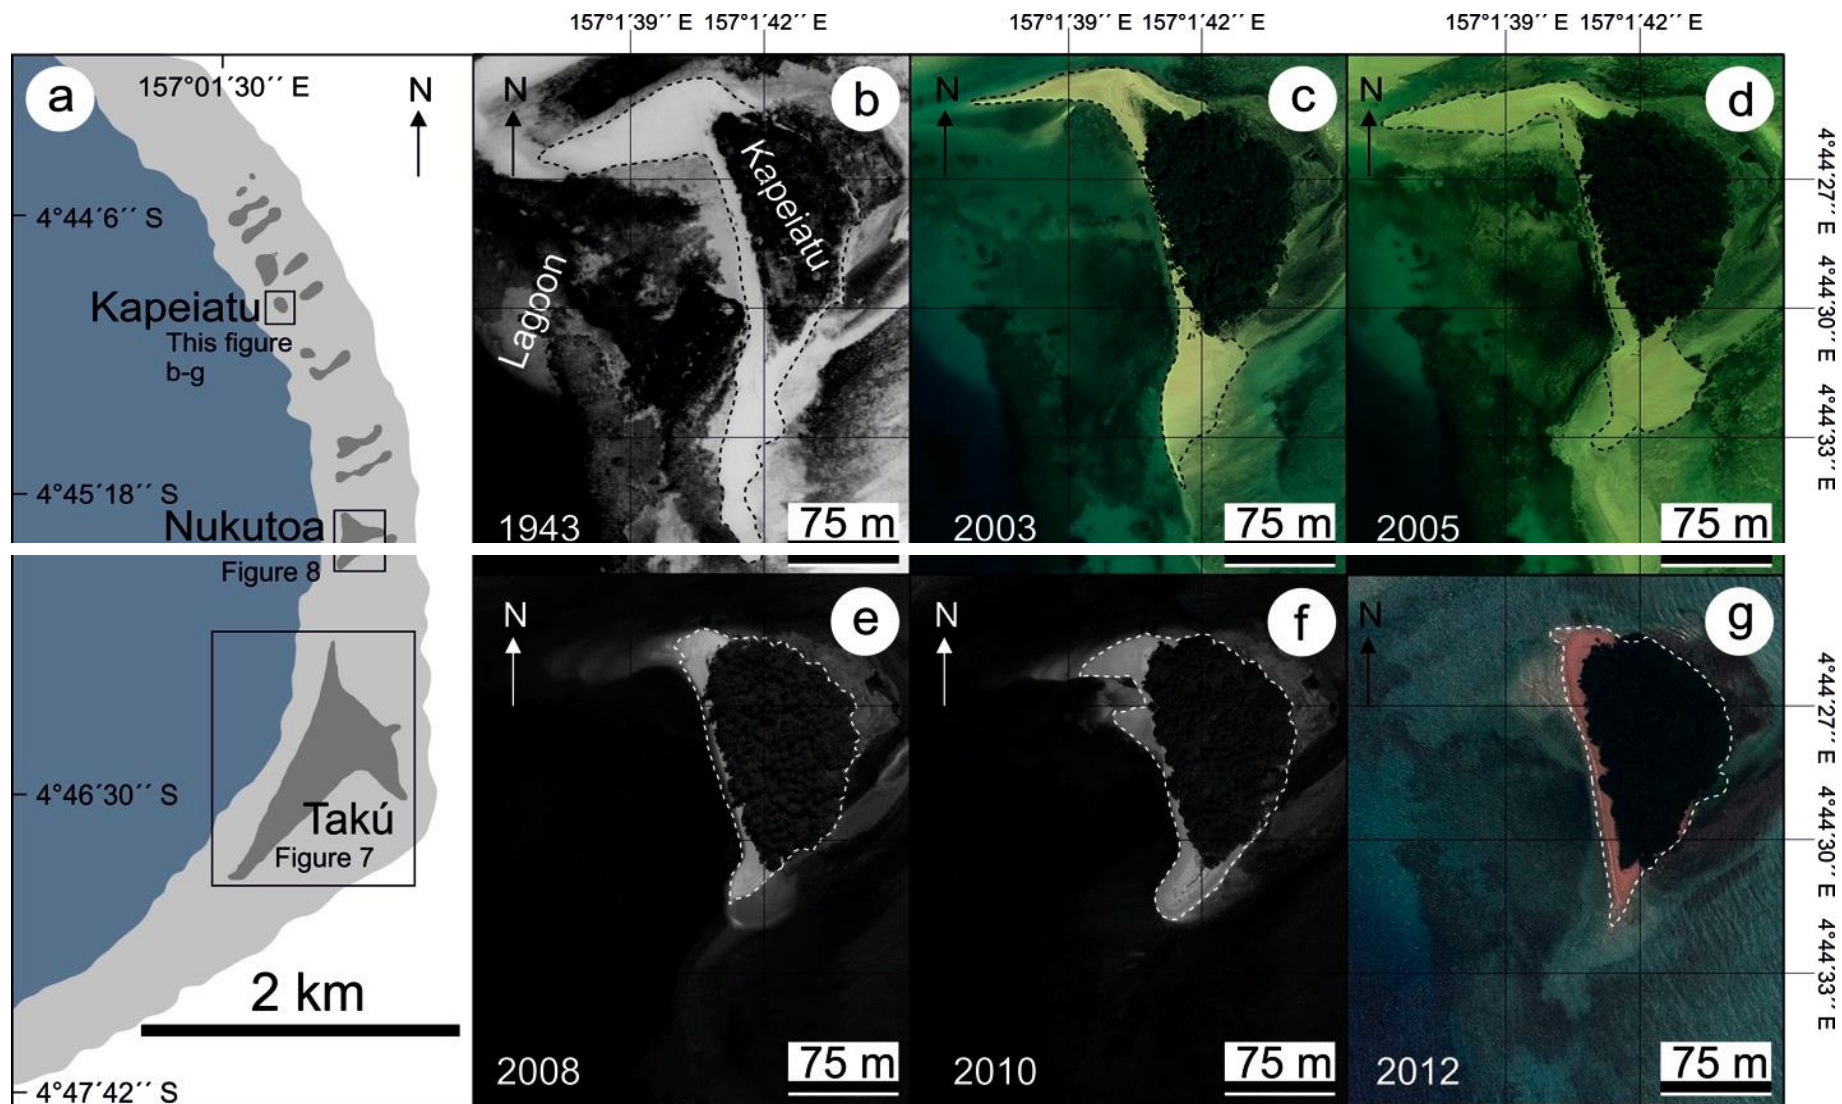 157°1´39´´ E 157°1´42´´ E
157°1´39´´ E 157°1´42´´ E
157°1´39´´ E 157°1´42´´ E
a
157°01´30´´ E
N
4°44´6´´ S
Kapeiatu
This figure
b-g
4°45´18´´ S
Nukutoa
Figure 8
4°46´30´´ S
Takú
Figure 7
2 km
4°47´42´´ S
N
b
Kapeiatu
Lagoon
1943
75 m
N
c
2003
75 m
N
d
2005
75 m
4°44´27´´ E
4°44´30´´ E
4°44´33´´ E
N
e
2008
75 m
N
f
2010
75 m
N
g
2012
75 m
4°44´27´´ E
4°44´30´´ E
4°44´33´´ E